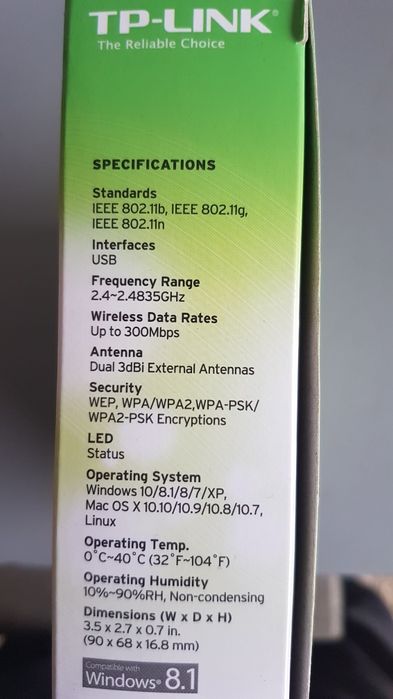 TP-LINK®
The Reliable Choice
SPECIFICATIONS
Standards
IEEE 802.11b, IEEE 802.11g,
IEEE 802.11n
Interfaces
USB
Frequency Range
2.4~2.4835GHz
Wireless Data Rates
Up to 300Mbps
Antenna
Dual 3dBi External Antennas
Security
WEP, WPA/WPA2,WPA-PSK/
WPA2-PSK Encryptions
LED
Status
Operating System
Windows 10/8.1/8/7/XP,
Mac OS X 10.10/10.9/10.8/10.7,
Linux
Operating Temp.
0˚C~40˚C (32˚F~104˚F)
Operating Humidity
10%~90%RH, Non-condensing
Dimensions (W x D x H)
3.5 x 2.7 x 0.7 in.
(90 x 68 x 16.8 mm)
Compatible with
Windows® 8.1